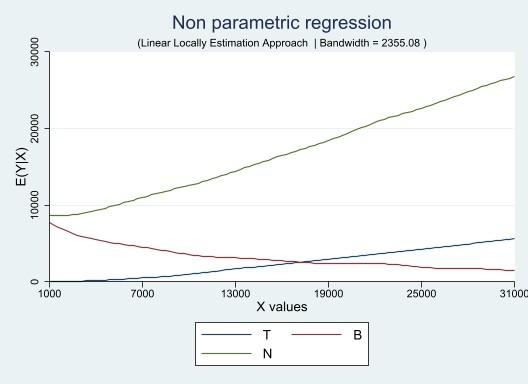 Non parametric regression
(Linear Locally Estimation Approach | Bandwidth = 2355.08 )
E(Y|X)
30000
20000
10000
0
1000 7000 13000 19000 25000 31000
X values
T B
N